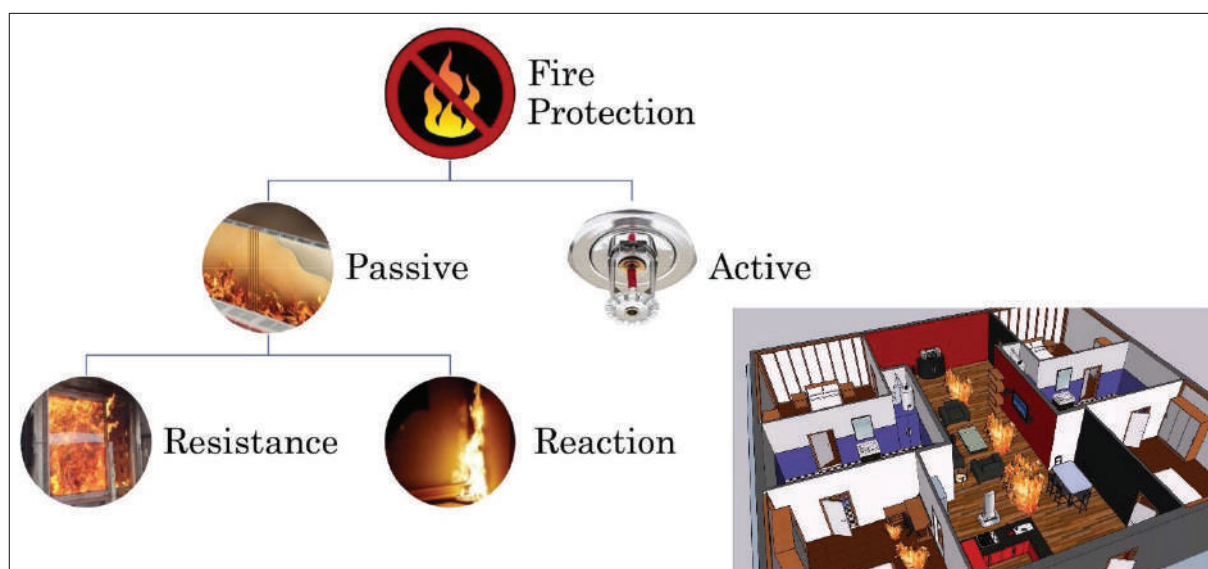 Fire
Protection
Passive
Active
Resistance
Reaction